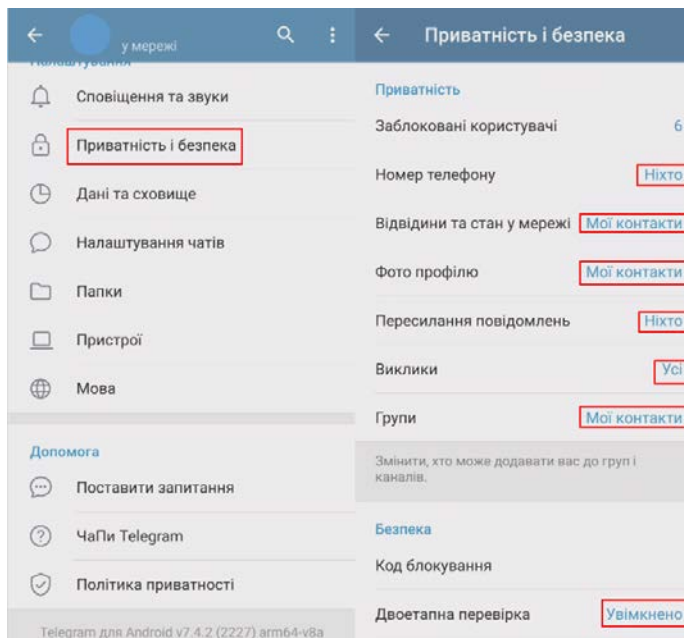 у мережі
Налаштування
Сповіщення та звуки
Приватність і безпека
Дані та сховище
Налаштування чатів
Папки
Пристрої
Мова
Допомога
Поставити запитання
ЧаПи Telegram
Політика приватності
Telegram для Android v7.4.2 (2227) arm64-v8a
Приватність і безпека
Приватність
Заблоковані користувачі 6
Номер телефону Ніхто
Відвідини та стан у мережі Мої контакти
Фото профілю Мої контакти
Пересилання повідомлень Ніхто
Виклики Усі
Групи Мої контакти
Змінити, хто може додавати вас до груп і
каналів.
Безпека
Код блокування
Двоетапна перевірка Увімкнено